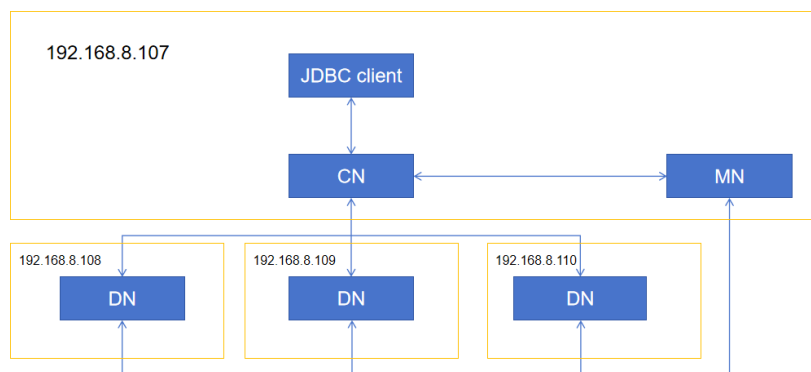 192.168.8.107
JDBC client
CN
MN
192.168.8.108
192.168.8.109
192.168.8.110
DN
DN
DN